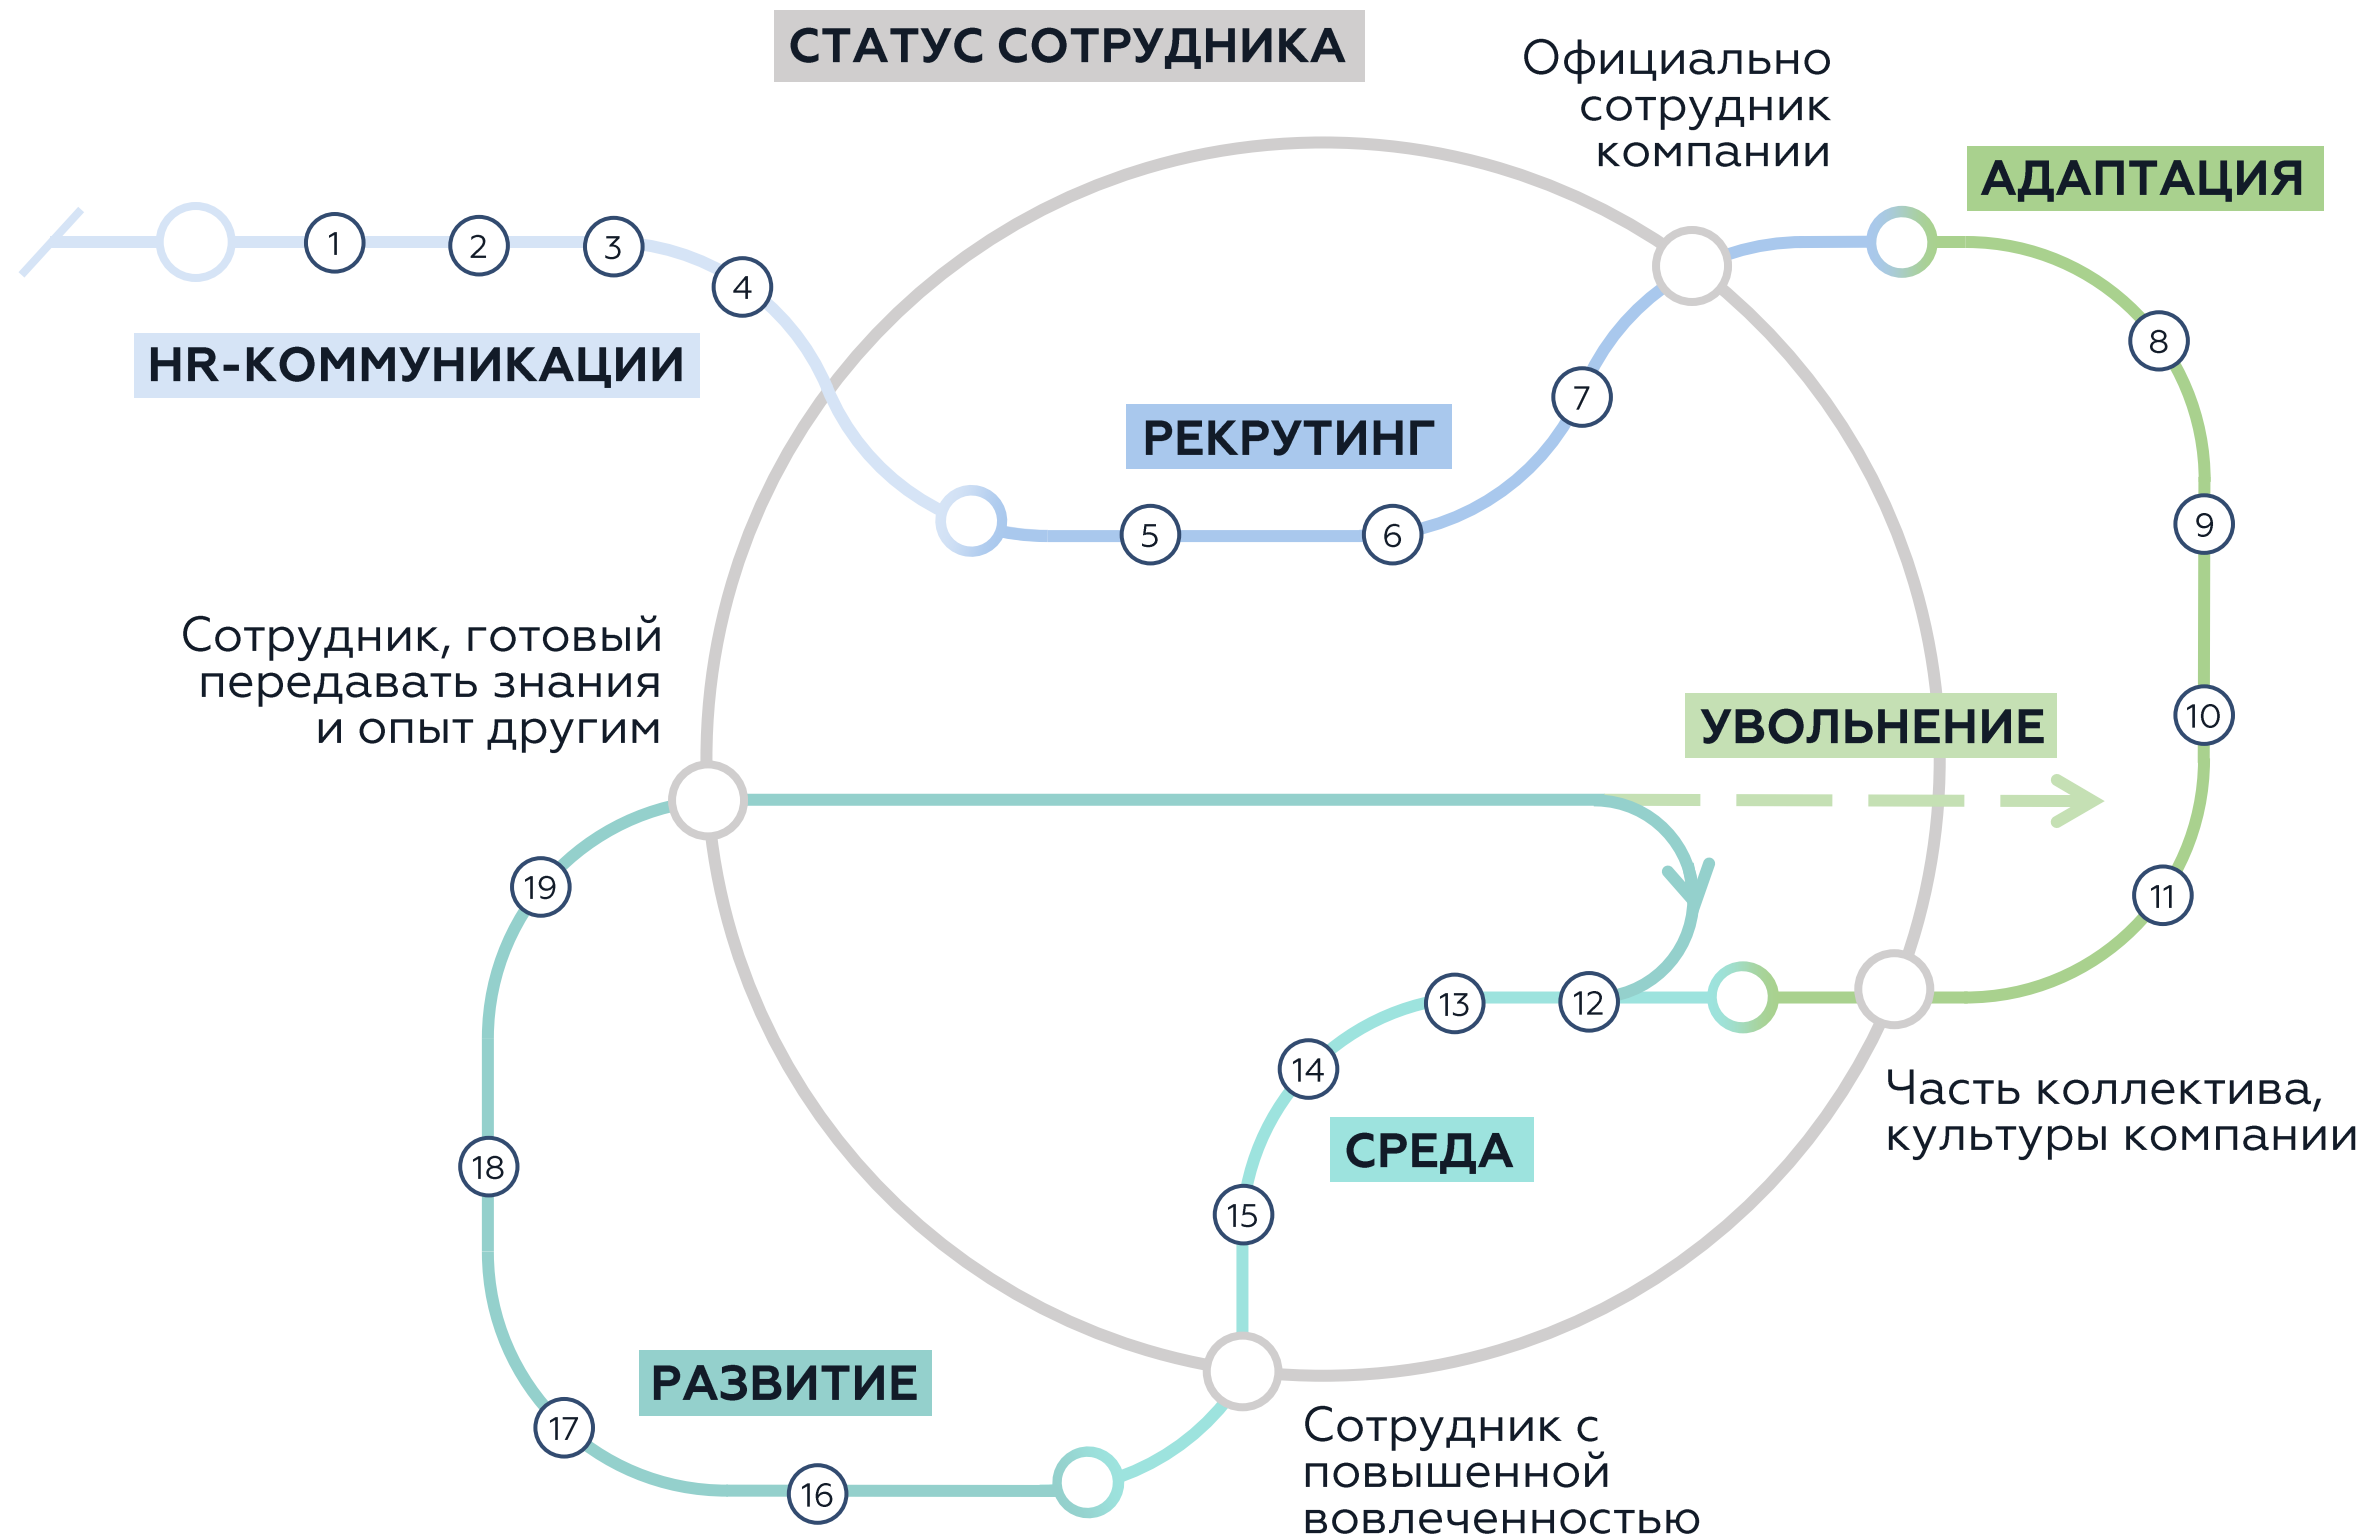 СТАТУС СОТРУДНИКА
Официально
сотрудник
компании
АДАПТАЦИЯ
1
2
3
4
HR-КОММУНИКАЦИИ
РЕКРУТИНГ
5
6
7
8
9
10
11
Сотрудник, готовый
передавать знания
и опыт другим
УВОЛЬНЕНИЕ
19
13
12
14
СРЕДА
15
Часть коллектива,
культуры компании
18
РАЗВИТИЕ
17
16
Сотрудник с
повышенной
вовлеченностью